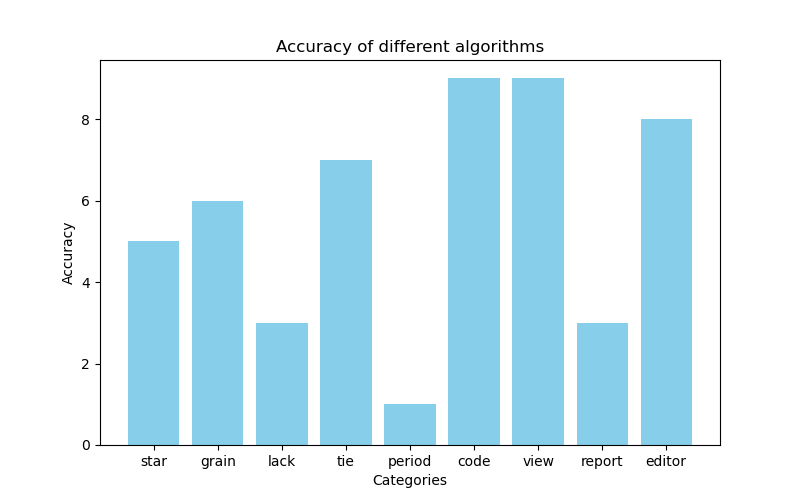 Accuracy of different algorithms
Accuracy
8
6
4
2
0
star grain lack tie period code view report editor
Categories